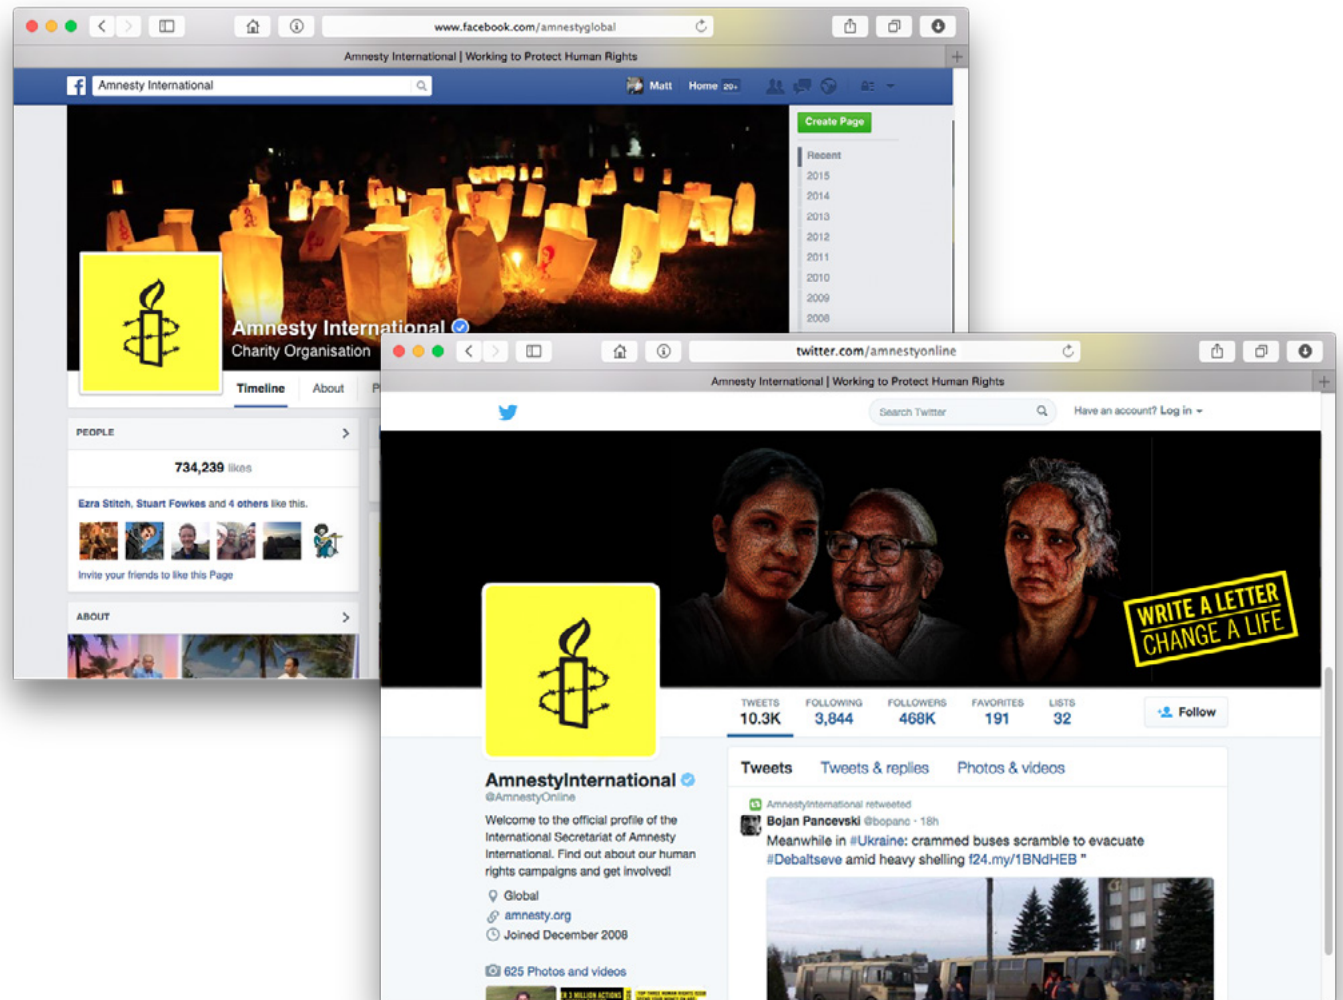 www.facebook.com/amnestyglobal
Amnesty International | Working to Protect Human Rights
Amnesty International
Matt Home 20+
Create Page
Recent
2015
2014
2013
2012
2011
2010
2009
2008
Amnesty International
Charity Organisation
Timeline About P
PEOPLE
734,239 likes
Ezra Stitch, Stuart Fowkes and 4 others like this.
Invite your friends to like this Page
ABOUT
twitter.com/amnestyonline
Amnesty International | Working to Protect Human Rights
Search Twitter
Have an account? Log in
WRITE A LETTER
CHANGE A LIFE
TWEETS FOLLOWING FOLLOWERS FAVORITES LISTS
10.3K 3,844 468K 191 32
Follow
AmnestyInternational
@AmnestyOnline
Welcome to the official profile of the
International Secretariat of Amnesty
International. Find out about our human
rights campaigns and get involved!
Global
amnesty.org
Joined December 2008
625 Photos and videos
Tweets Tweets & replies Photos & videos
AmnestyInternational retweeted
Bojan Pancevski @bopanc · 18h
Meanwhile in #Ukraine: crammed buses scramble to evacuate
#Debaltseve amid heavy shelling f24.my/1BNdHEB "